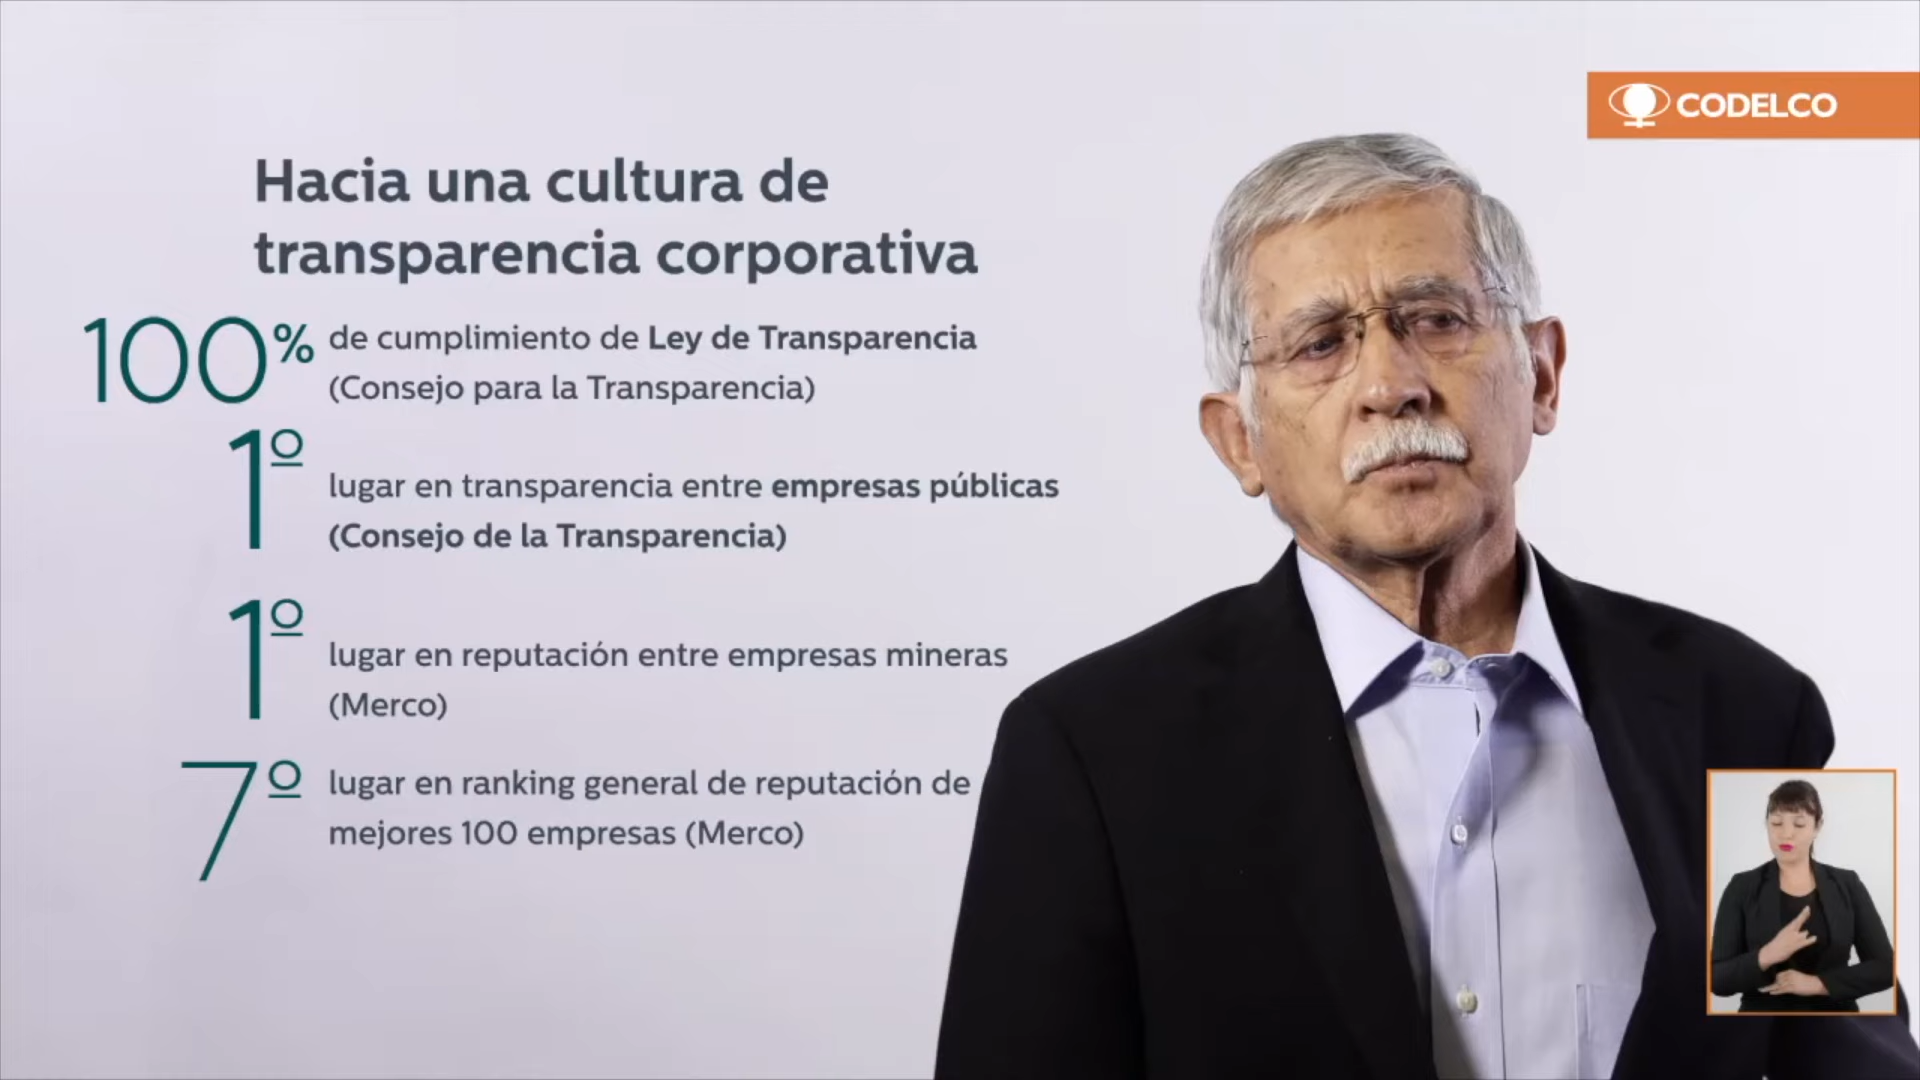 CODELCO
Hacia una cultura de
transparencia corporativa
100% de cumplimiento de Ley de Transparencia
(Consejo para la Transparencia)
1º
lugar en transparencia entre empresas públicas
(Consejo de la Transparencia)
1º
lugar en reputación entre empresas mineras
(Merco)
7º lugar en ranking general de reputación de
mejores 100 empresas (Merco)